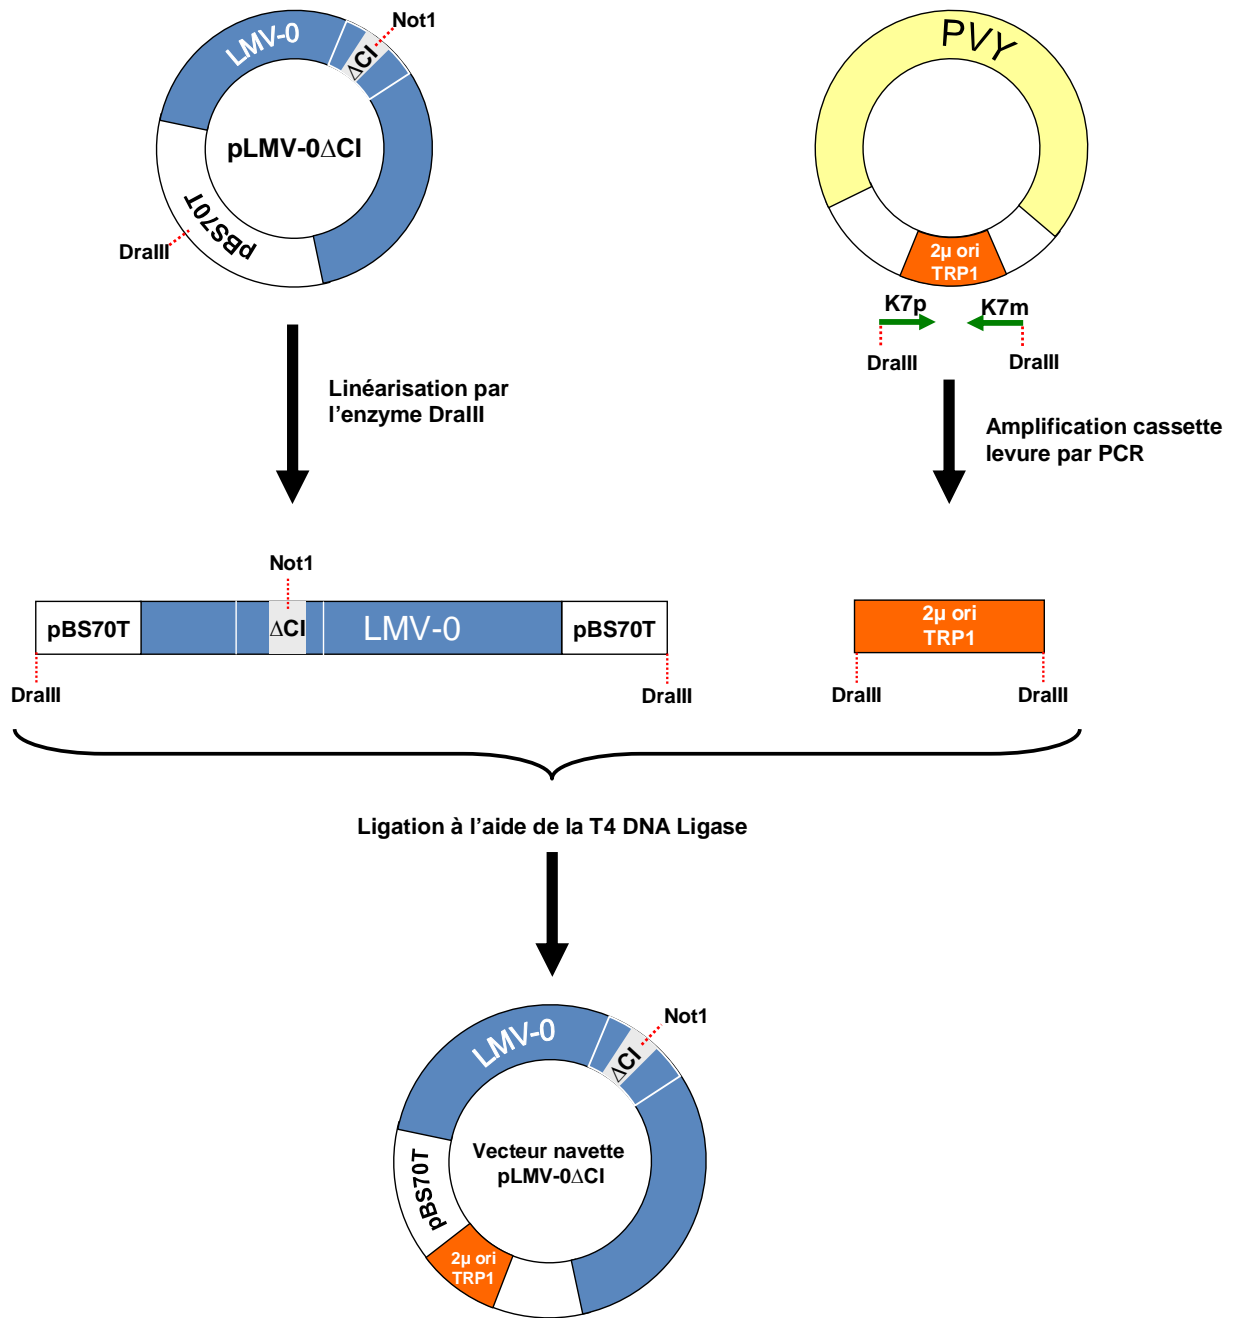 LMV-0
ΔCI
Not1
pLMV-0ΔCI
pBS70T
DraIII
PVY
2µ ori
TRP1
K7p
K7m
DraIII
DraIII
Linéarisation par
l'enzyme DraIII
Amplification cassette
levure par PCR
Not1
pBS70T
ΔCI
LMV-0
pBS70T
DraIII
DraIII
2µ ori
TRP1
DraIII
DraIII
Ligation à l'aide de la T4 DNA Ligase
LMV-0
ΔCI
Not1
Vecteur navette
pLMV-0ΔCI
pBS70T
2µ ori
TRP1